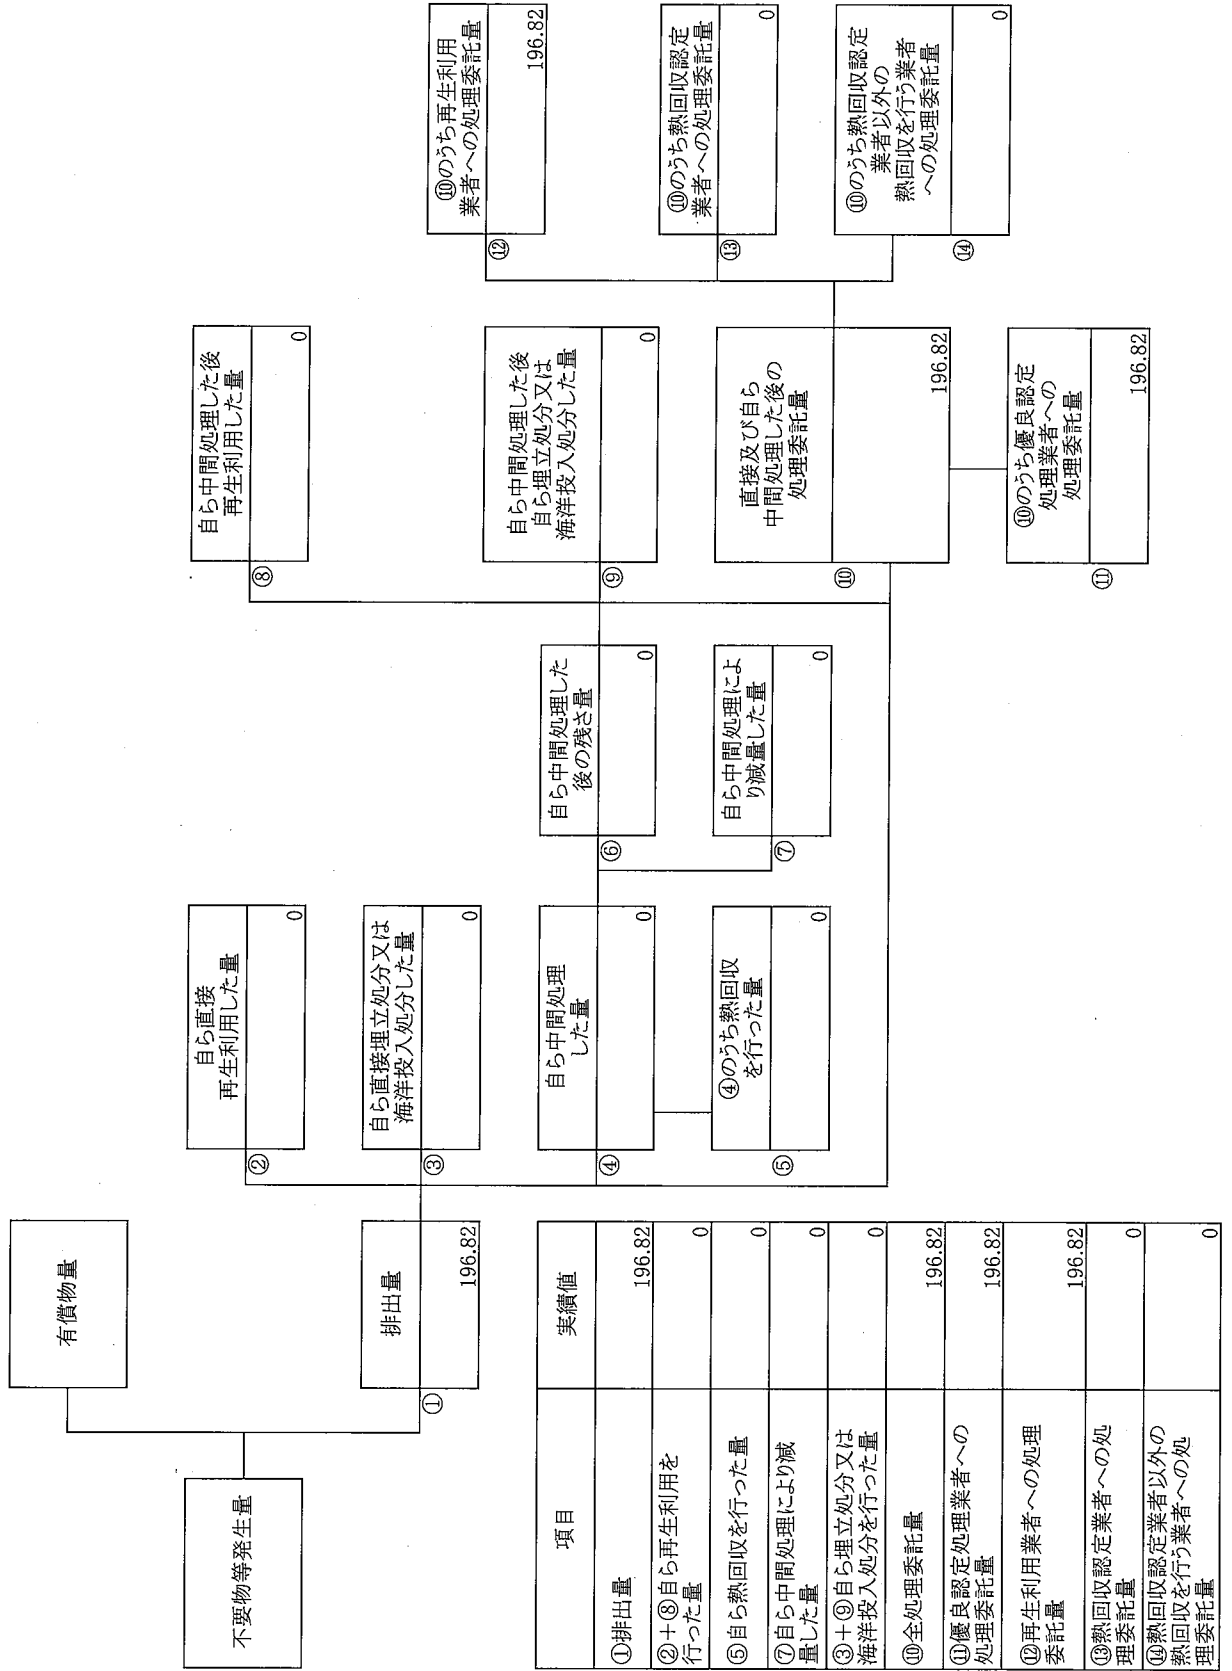 不要物等発生量
有償物量
排出量
①
196.82
自ら直接
再生利用した量
②
0
自ら直接埋立処分又は
海洋投入処分した量
③
0
自ら中間処理
した量
④
0
④のうち熱回収
を行った量
⑤
0
自ら中間処理した
後の残さ量
⑥
0
自ら中間処理によ
り減量した量
⑦
0
自ら中間処理した後
再生利用した量
⑧
0
自ら中間処理した後
自ら埋立処分又は
海洋投入処分した量
⑨
0
直接及び自ら
中間処理した後の
処理委託量
⑩
196.82
⑩のうち優良認定
処理業者への
処理委託量
⑪
196.82
⑩のうち再生利用
業者への処理委託量
⑫
196.82
⑩のうち熱回収認定
業者への処理委託量
⑬
0
⑩のうち熱回収認定
業者以外の
熱回収を行う業者
への処理委託量
⑭
0
項目 実績値
①排出量 196.82
②+⑧自ら再生利用を 0
行った量
⑤自ら熱回収を行った量 0
⑦自ら中間処理により減 0
量した量
③+⑨自ら埋立処分又は 0
海洋投入処分を行った量
⑩全処理委託量 196.82
⑪優良認定処理業者への 196.82
処理委託量
⑫再生利用業者への処理 196.82
委託量
⑬熱回収認定業者への処 0
理委託量
⑭熱回収認定業者以外の 0
熱回収を行う業者への処
理委託量